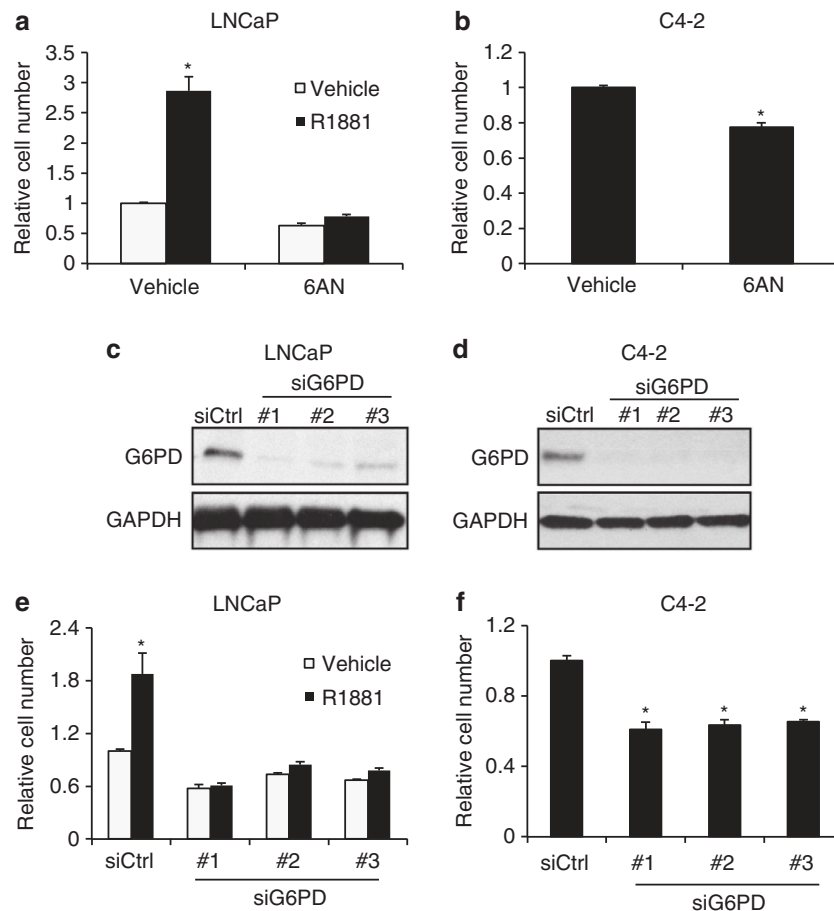 a
LNCaP
Relative cell number
3.5
3
2.5
2
1.5
1
0.5
0
*
Vehicle
R1881
Vehicle
6AN
b
C4-2
Relative cell number
1.2
1
0.8
0.6
0.4
0.2
0
*
Vehicle
6AN
c
LNCaP
siG6PD
siCtrl #1 #2 #3
G6PD
GAPDH
d
C4-2
siG6PD
siCtrl #1 #2 #3
G6PD
GAPDH
e
LNCaP
Relative cell number
2.4
1.8
1.2
0.6
0
*
Vehicle
R1881
siCtrl #1 #2 #3
siG6PD
f
C4-2
Relative cell number
1.2
0.8
0.4
0
* * *
siCtrl #1 #2 #3
siG6PD